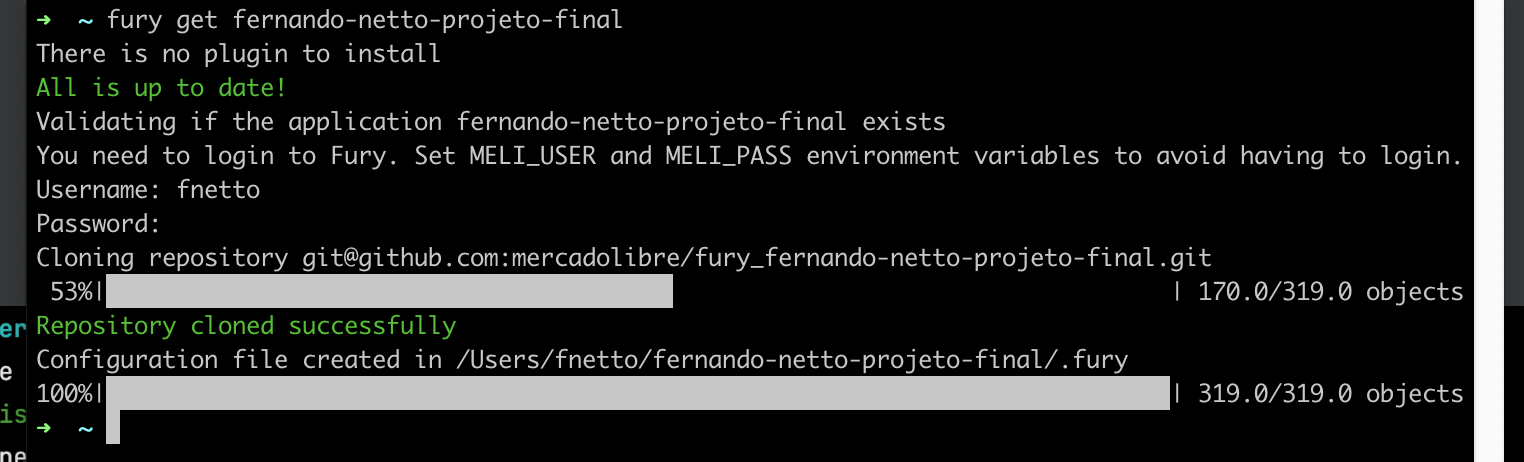 ➜ ~ fury get fernando-netto-projeto-final
There is no plugin to install
All is up to date!
Validating if the application fernando-netto-projeto-final exists
You need to login to Fury. Set MELI_USER and MELI_PASS environment variables to avoid having to login.
Username: fnetto
Password:
Cloning repository git@github.com:mercadolibre/fury_fernando-netto-projeto-final.git
53%| | 170.0/319.0 objects
er
Repository cloned successfully
Configuration file created in /Users/fnetto/fernando-netto-projeto-final/.fury
e
100%| | 319.0/319.0 objects
is
➜ ~
ne